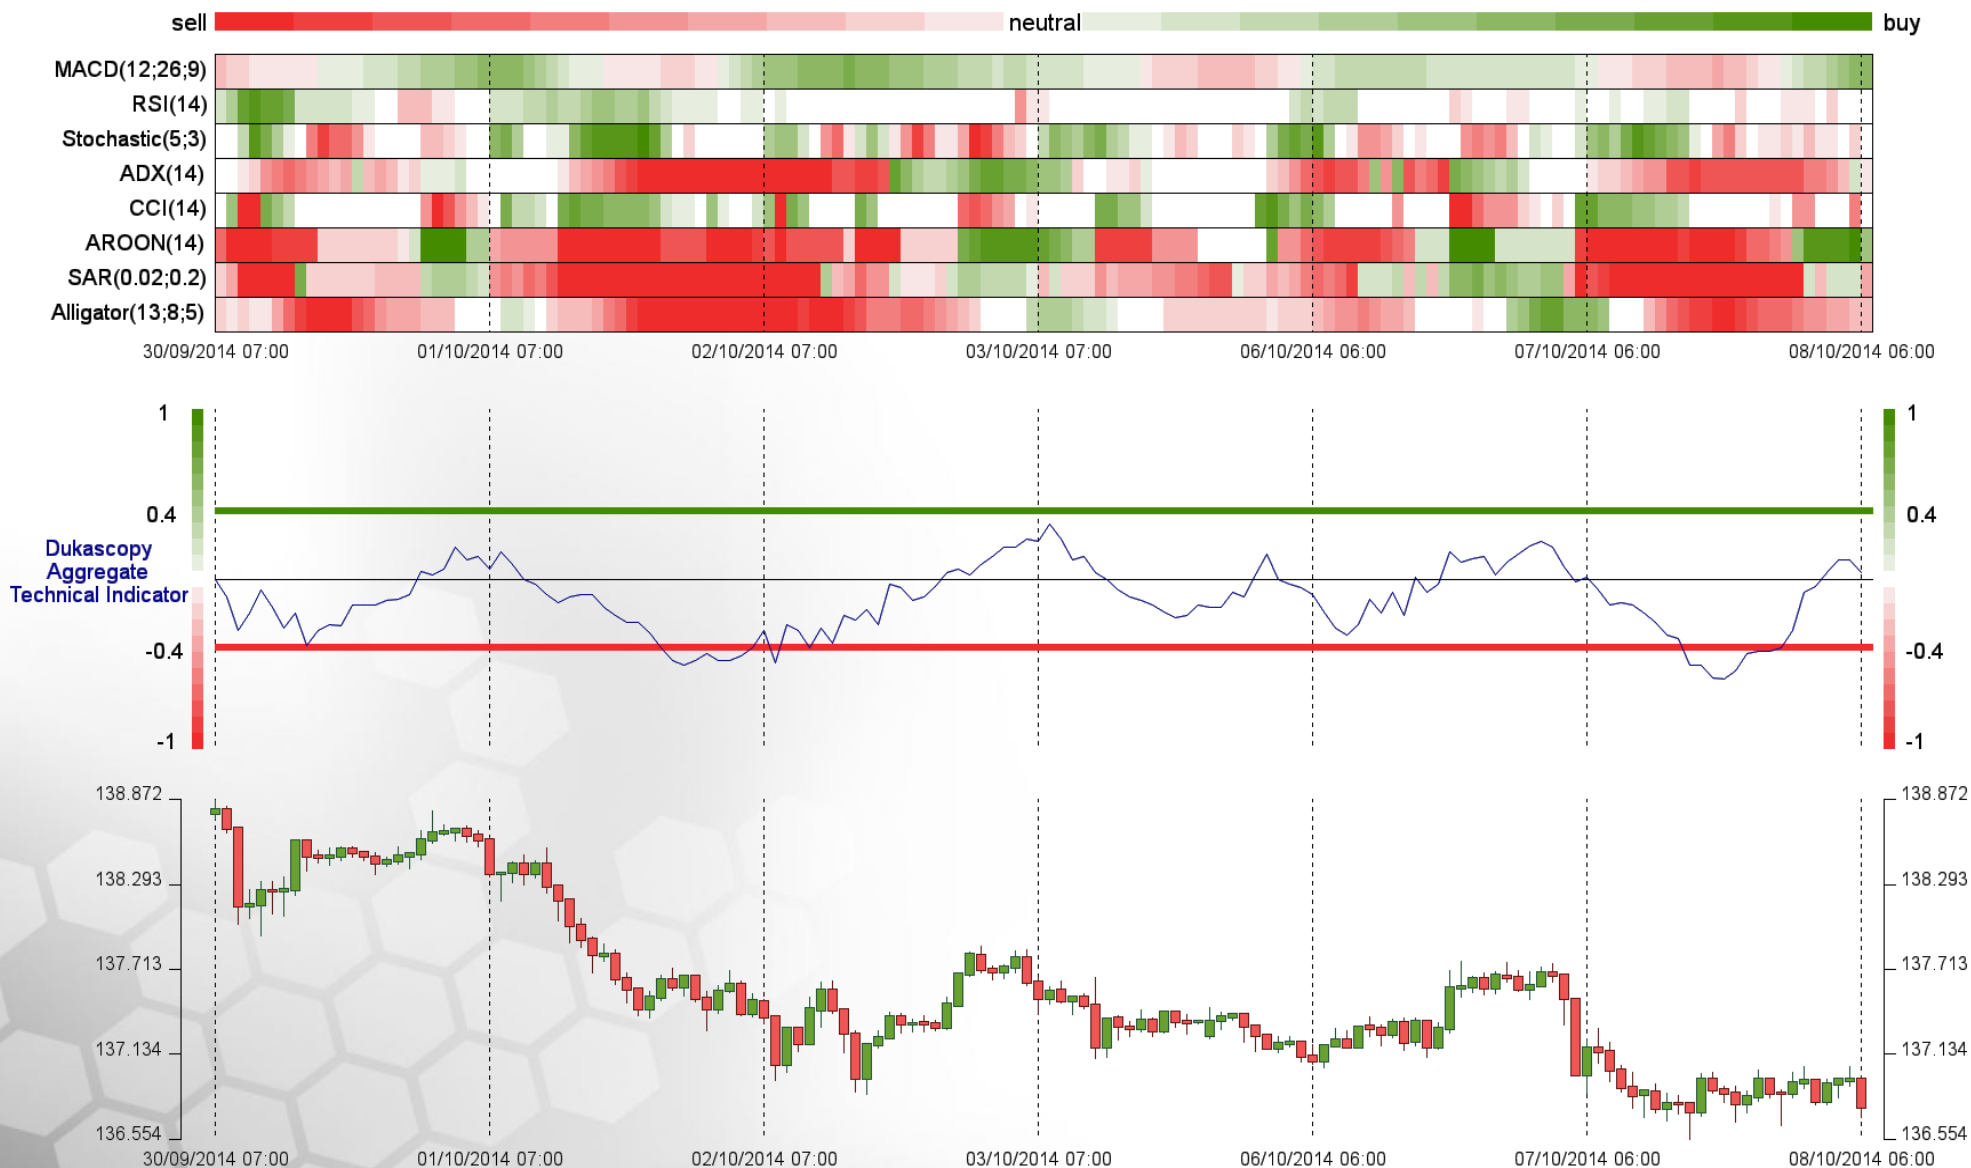 sell neutral buy
MACD(12;26;9)
RSI(14)
Stochastic(5;3)
ADX(14)
CCI(14)
AROON(14)
SAR(0.02;0.2)
Alligator(13;8;5)
30/09/2014 07:00 01/10/2014 07:00 02/10/2014 07:00 03/10/2014 07:00 06/10/2014 06:00 07/10/2014 06:00 08/10/2014 06:00
1 1
0.4 0.4
Dukascopy
Aggregate
Technical Indicator
-0.4 -0.4
-1 -1
138.872 138.872
138.293 138.293
137.713 137.713
137.134 137.134
136.554 136.554
30/09/2014 07:00 01/10/2014 07:00 02/10/2014 07:00 03/10/2014 07:00 06/10/2014 06:00 07/10/2014 06:00 08/10/2014 06:00